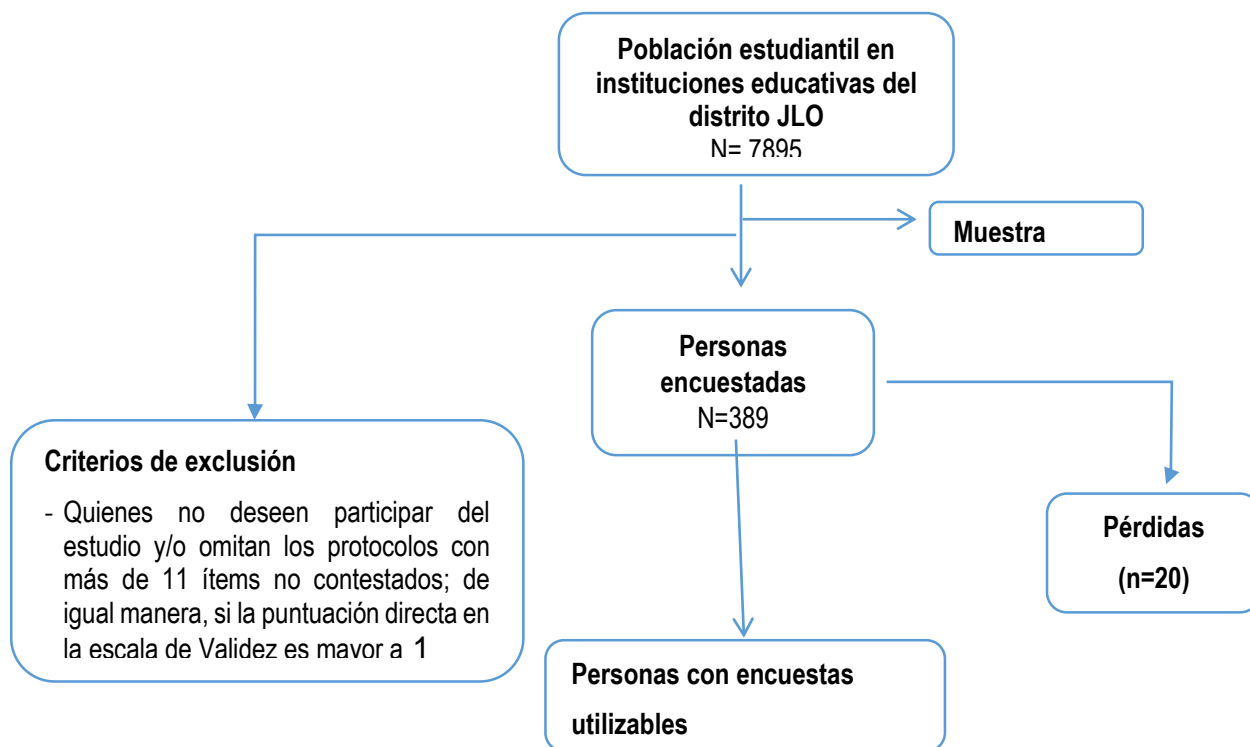 Población estudiantil en
instituciones educativas del
distrito JLO
N= 7895
Muestra
Personas
encuestadas
N=389
Criterios de exclusión
- Quienes no deseen participar del
estudio y/o omitan los protocolos con
más de 11 ítems no contestados; de
igual manera, si la puntuación directa en
la escala de Validez es mayor a 1
Pérdidas
(n=20)
Personas con encuestas
utilizables